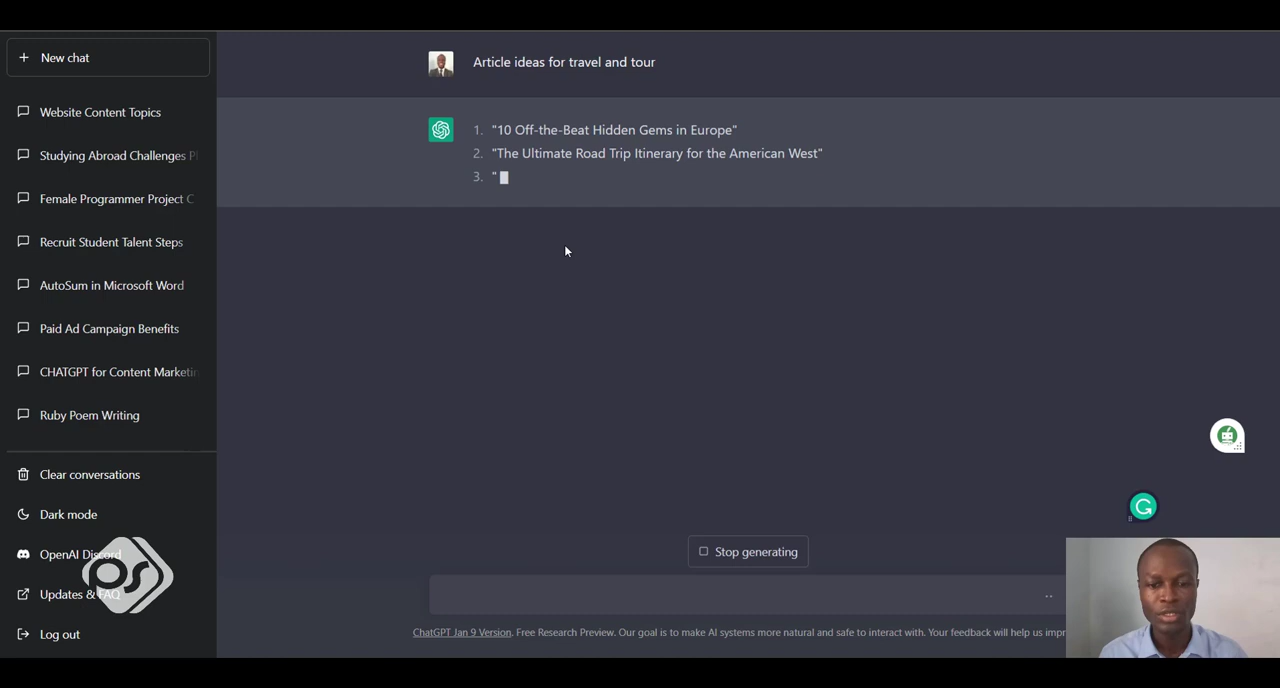 New chat
Website Content Topics
Studying Abroad Challenges
Female Programmer Project C
Recruit Student Talent Steps
AutoSum in Microsoft Word
Paid Ad Campaign Benefits
CHATGPT for Content Marketin
Ruby Poem Writing
Clear conversations
Dark mode
OpenAI Discord
Updates & FAQ
Log out
ps
Article ideas for travel and tour
1. "10 Off-the-Beat Hidden Gems in Europe"
2. "The Ultimate Road Trip Itinerary for the American West"
3. "
Stop generating
ChatGPT Jan 9 Version. Free Research Preview. Our goal is to make AI systems more natural and safe to interact with. Your feedback will help us impr